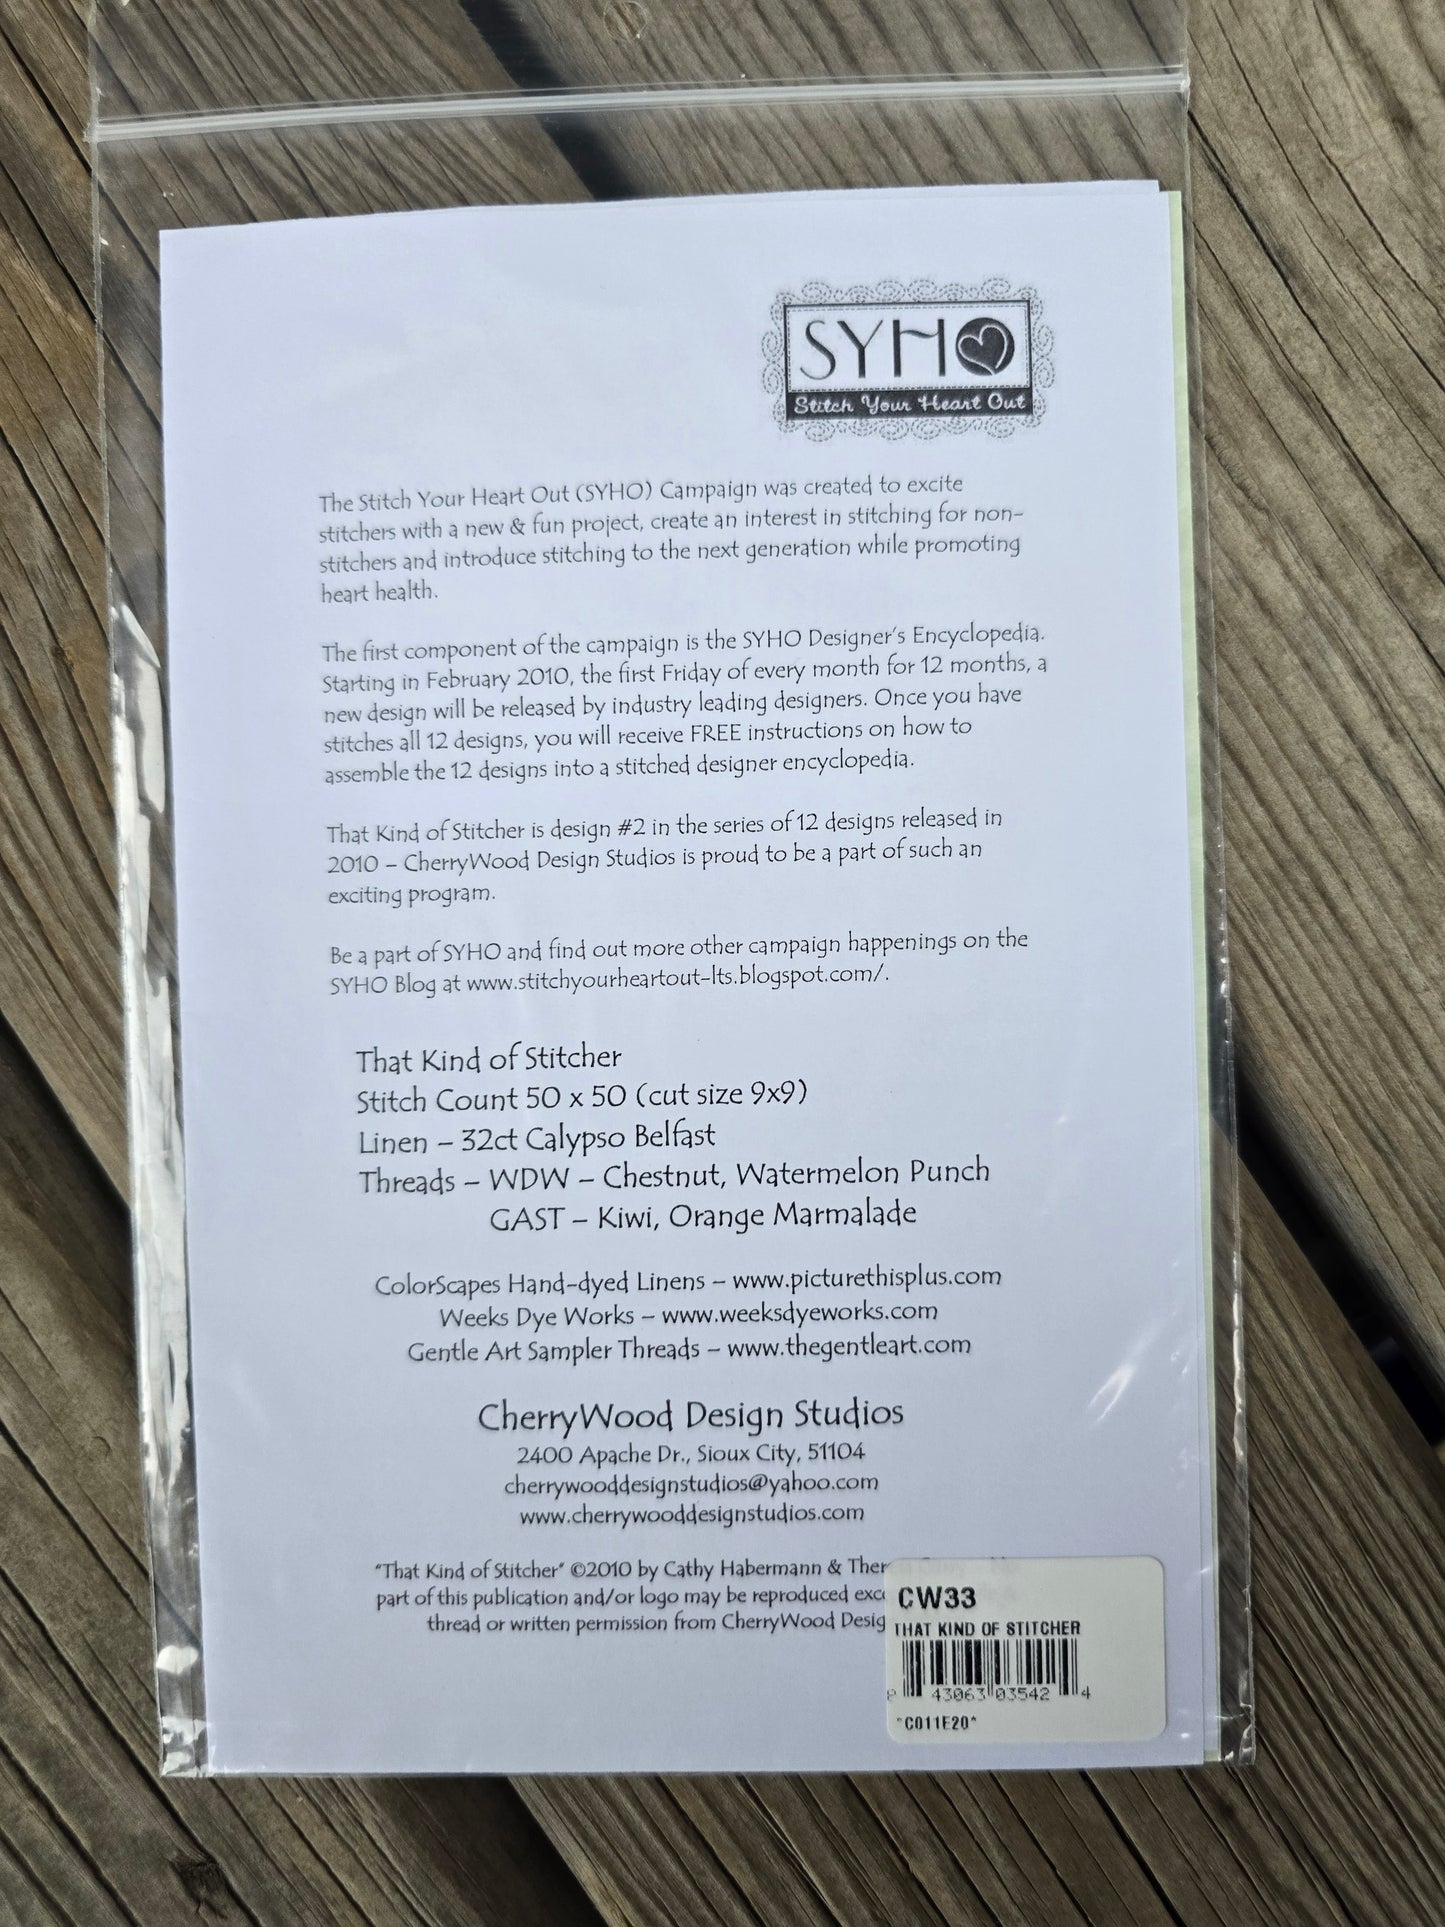 SYHO
Stitch Your Heart Out
The Stitch Your Heart Out (SYHO) Campaign was created to excite
stitchers with a new & fun project, create an interest in stitching for non-
stitchers and introduce stitching to the next generation while promoting
heart health.
The first component of the campaign is the SYHO Designer's Encyclopedia.
Starting in February 2010, the first Friday of every month for 12 months, a
new design will be released by industry leading designers. Once you have
stitches all 12 designs, you will receive FREE instructions on how to
assemble the 12 designs into a stitched designer encyclopedia.
That Kind of Stitcher is design #2 in the series of 12 designs released in
2010 – CherryWood Design Studios is proud to be a part of such an
exciting program.
Be a part of SYHO and find out more other campaign happenings on the
SYHO Blog at www.stitchyourheartout-lts.blogspot.com/.
That Kind of Stitcher
Stitch Count 50 x 50 (cut size 9x9)
Linen – 32ct Calypso Belfast
Threads – WDW – Chestnut, Watermelon Punch
GAST – Kiwi, Orange Marmalade
ColorScapes Hand-dyed Linens – www.picturethisplus.com
Weeks Dye Works – www.weeksdyeworks.com
Gentle Art Sampler Threads – www.thegentleart.com
CherryWood Design Studios
2400 Apache Dr., Sioux City, 51104
cherrywooddesignstudios@yahoo.com
www.cherrywooddesignstudios.com
"That Kind of Stitcher" ©2010 by Cathy Habermann & Ther
part of this publication and/or logo may be reproduced exc
thread or written permission from CherryWood Desig
CW33
THAT KIND OF STITCHER
43063 03542 4
*C011E20*